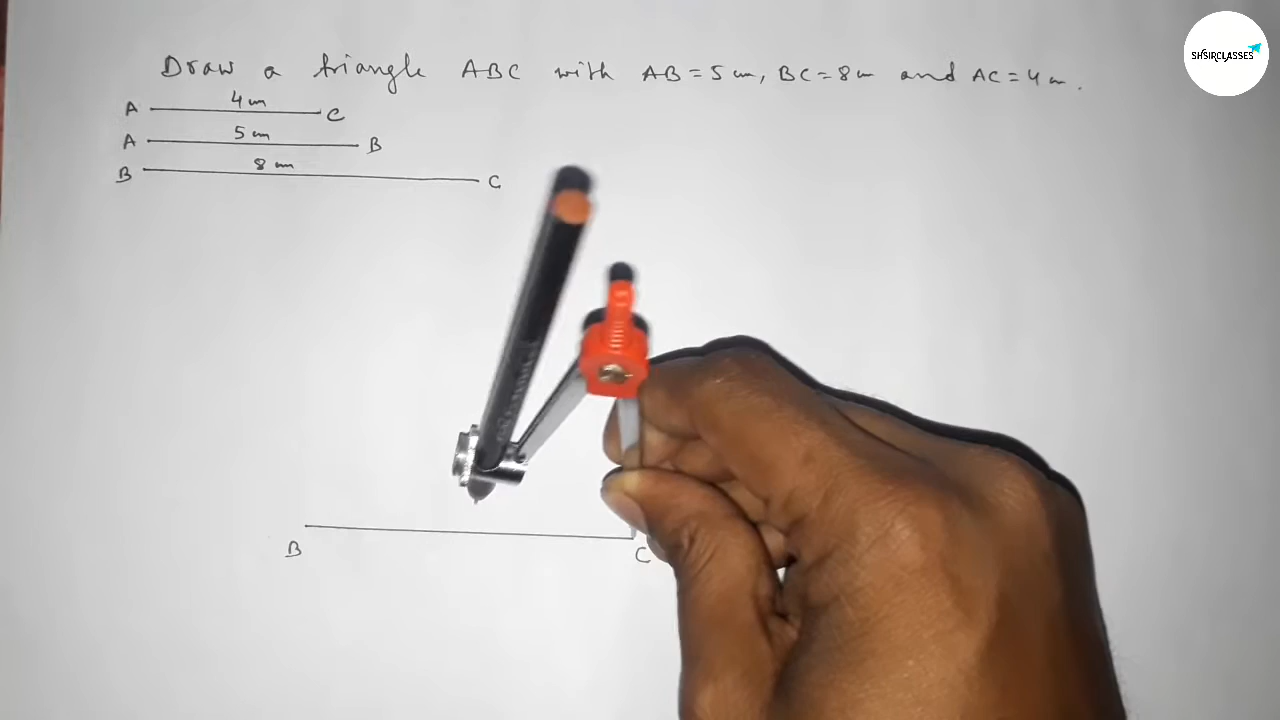 Draw a triangle ABC with AB = 5 cm, BC = 8 cm and AC = 4 cm.
A 4 cm C
A 5 cm B
B 8 cm C
B C
SHSIRCLASSES